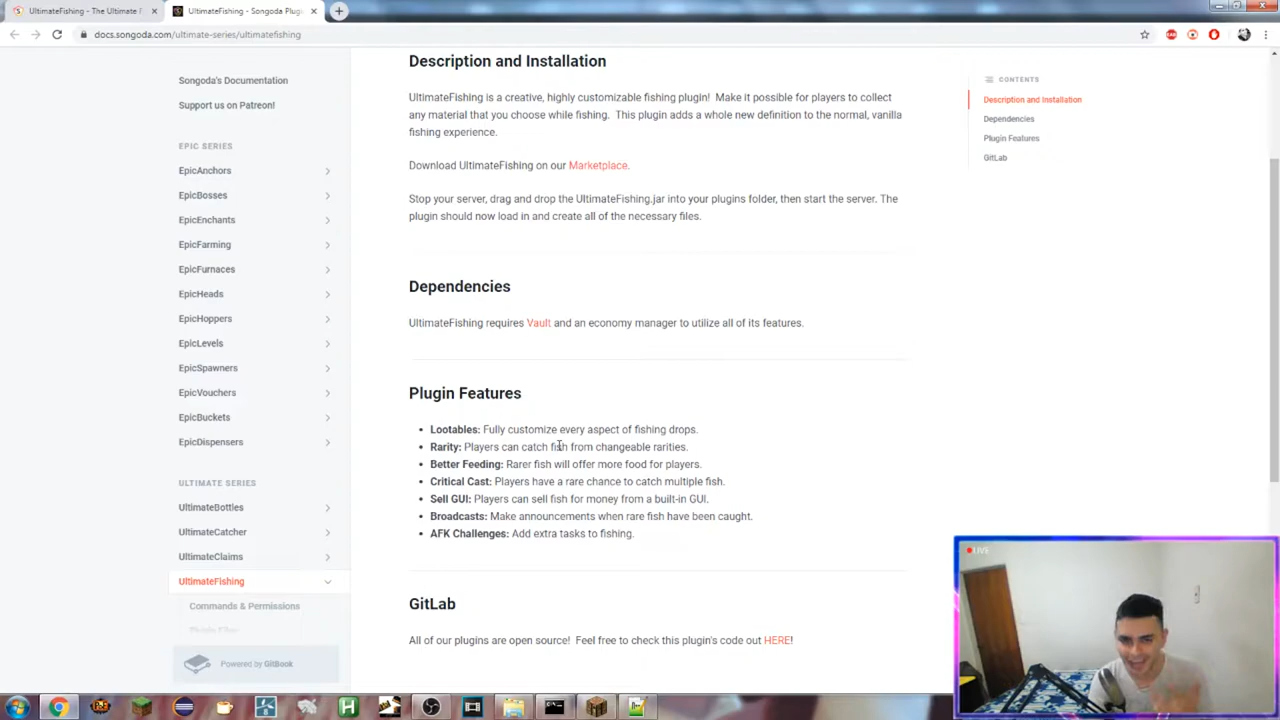 UltimateFishing - The Ultimate F
UltimateFishing - Songoda Plugi
docs.songoda.com/ultimate-series/ultimatefishing
Songoda's Documentation
Support us on Patreon!
EPIC SERIES
EpicAnchors
EpicBosses
EpicEnchants
EpicFarming
EpicFurnaces
EpicHeads
EpicHoppers
EpicLevels
EpicSpawners
EpicVouchers
EpicBuckets
EpicDispensers
ULTIMATE SERIES
UltimateBottles
UltimateCatcher
UltimateClaims
UltimateFishing
Commands & Permissions
Powered by GitBook
Description and Installation
UltimateFishing is a creative, highly customizable fishing plugin! Make it possible for players to collect
any material that you choose while fishing. This plugin adds a whole new definition to the normal, vanilla
fishing experience.
Download UltimateFishing on our Marketplace.
Stop your server, drag and drop the UltimateFishing.jar into your plugins folder, then start the server. The
plugin should now load in and create all of the necessary files.
Dependencies
UltimateFishing requires Vault and an economy manager to utilize all of its features.
Plugin Features
• Lootables: Fully customize every aspect of fishing drops.
• Rarity: Players can catch fish from changeable rarities.
• Better Feeding: Rarer fish will offer more food for players.
• Critical Cast: Players have a rare chance to catch multiple fish.
• Sell GUI: Players can sell fish for money from a built-in GUI.
• Broadcasts: Make announcements when rare fish have been caught.
• AFK Challenges: Add extra tasks to fishing.
GitLab
All of our plugins are open source! Feel free to check this plugin's code out HERE!
CONTENTS
Description and Installation
Dependencies
Plugin Features
GitLab
LIVE